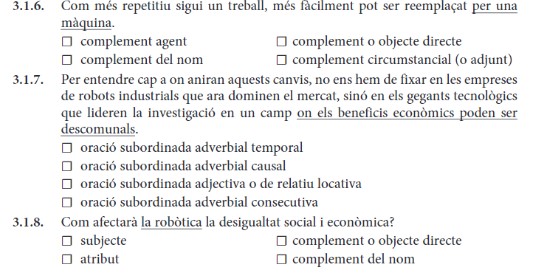 3.1.6. Com més repetitiu sigui un treball, més fàcilment pot ser reemplaçat per una
màquina.
☐ complement agent ☐ complement o objecte directe
☐ complement del nom ☐ complement circumstancial (o adjunt)
3.1.7. Per entendre cap a on aniran aquests canvis, no ens hem de fixar en les empreses
de robots industrials que ara dominen el mercat, sinó en els gegants tecnològics
que lideren la investigació en un camp on els beneficis econòmics poden ser
descomunals.
☐ oració subordinada adverbial temporal
☐ oració subordinada adverbial causal
☐ oració subordinada adjectiva o de relatiu locativa
☐ oració subordinada adverbial consecutiva
3.1.8. Com afectarà la robòtica la desigualtat social i econòmica?
☐ subjecte ☐ complement o objecte directe
☐ atribut ☐ complement del nom